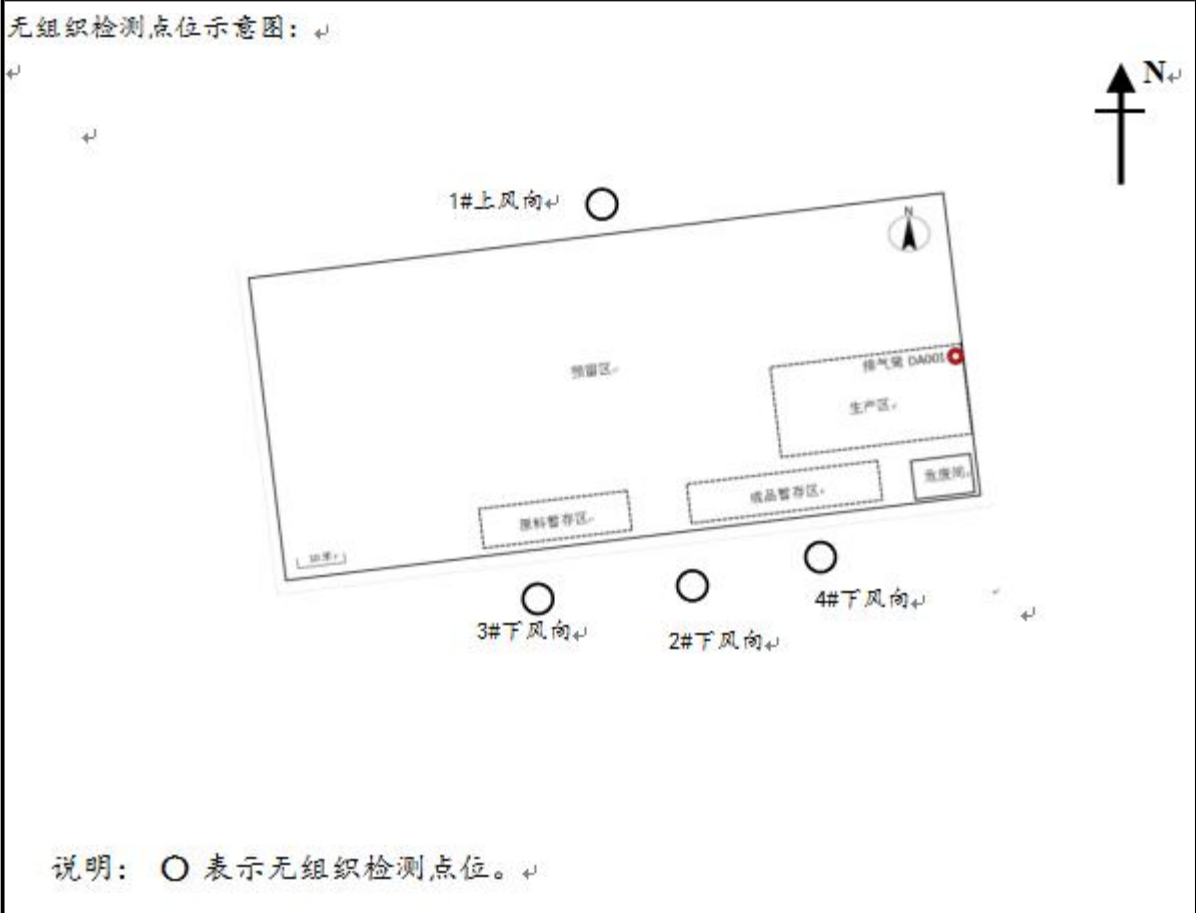 无组织检测点位示意图：
N
1#上风向
N
预留区
排气筒 DA001
生产区
危废间
成品暂存区
原料暂存区
10米
4#下风向
3#下风向
2#下风向
说明： ○ 表示无组织检测点位。